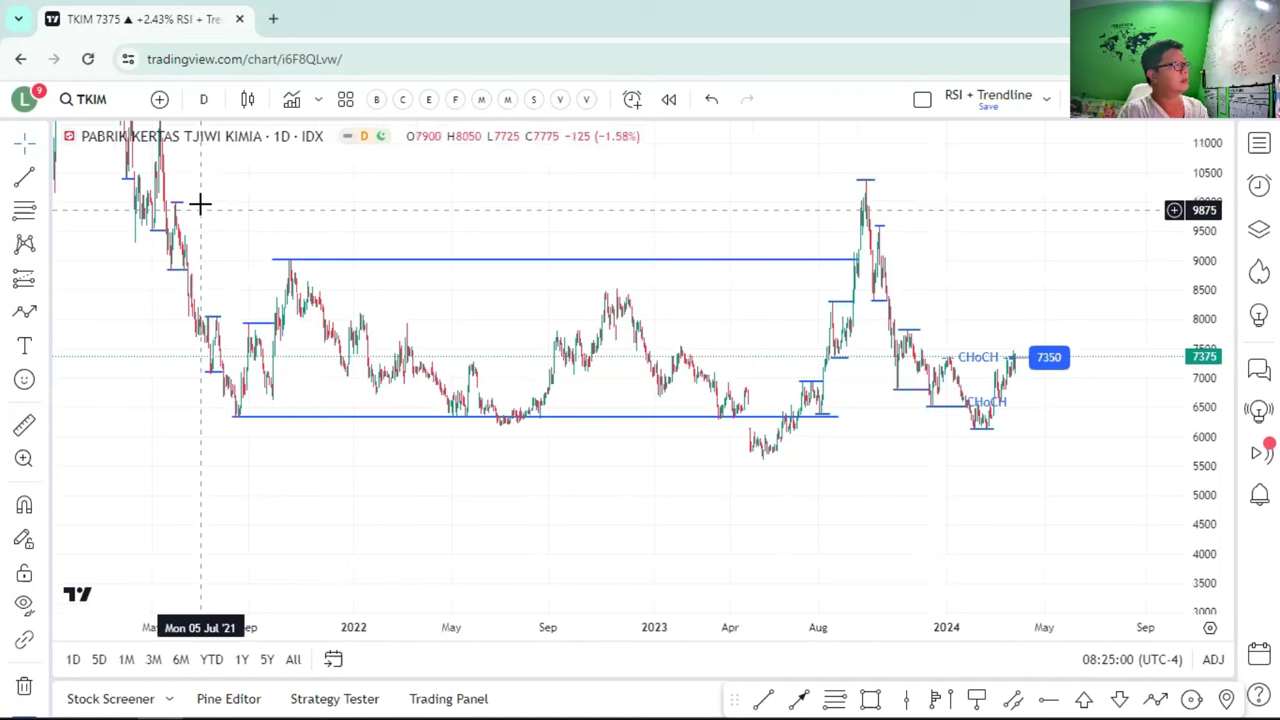 TKIM 7375 ▲ +2.43% RSI + Tre
tradingview.com/chart/i6F8QLvw/
L 9 TKIM D B C E F M M T V V RSI + Trendline
Save
PABRIK KERTAS TJIWI KIMIA · 1D · IDX D O7900 H8050 L7725 C7775 −125 (−1.58%)
11000
10500
9875
9500
9000
8500
8000
CHoCH 7350 7375
7000
CHoCH 6500
6000
5500
5000
4500
4000
3500
3000
Mon 05 Jul '21 2022 May Sep 2023 Apr Aug 2024 May Sep
1D 5D 1M 3M 6M YTD 1Y 5Y All 08:25:00 (UTC-4) ADJ
Stock Screener Pine Editor Strategy Tester Trading Panel